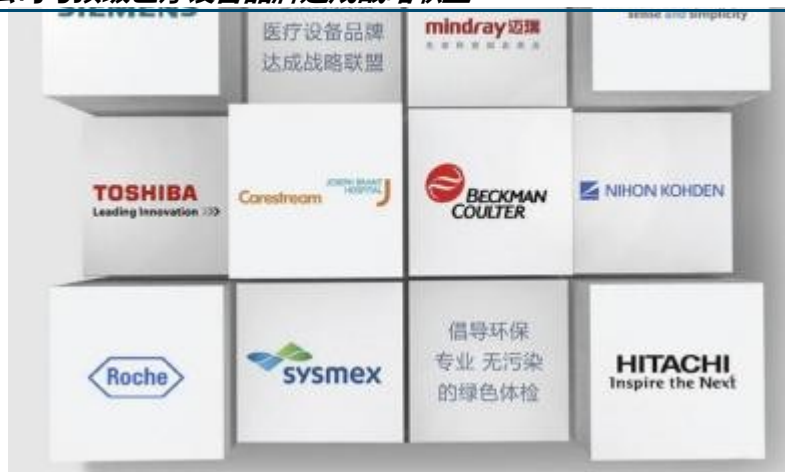 SIEMENS
医疗设备品牌
达成战略联盟
mindray迈瑞
sense and simplicity
TOSHIBA
Leading Innovation >>>
Carestream
JOSEPH BRANT
HOSPITAL
BECKMAN
COULTER
NIHON KOHDEN
Roche
sysmex
倡导环保
专业 无污染
的绿色体检
HITACHI
Inspire the Next